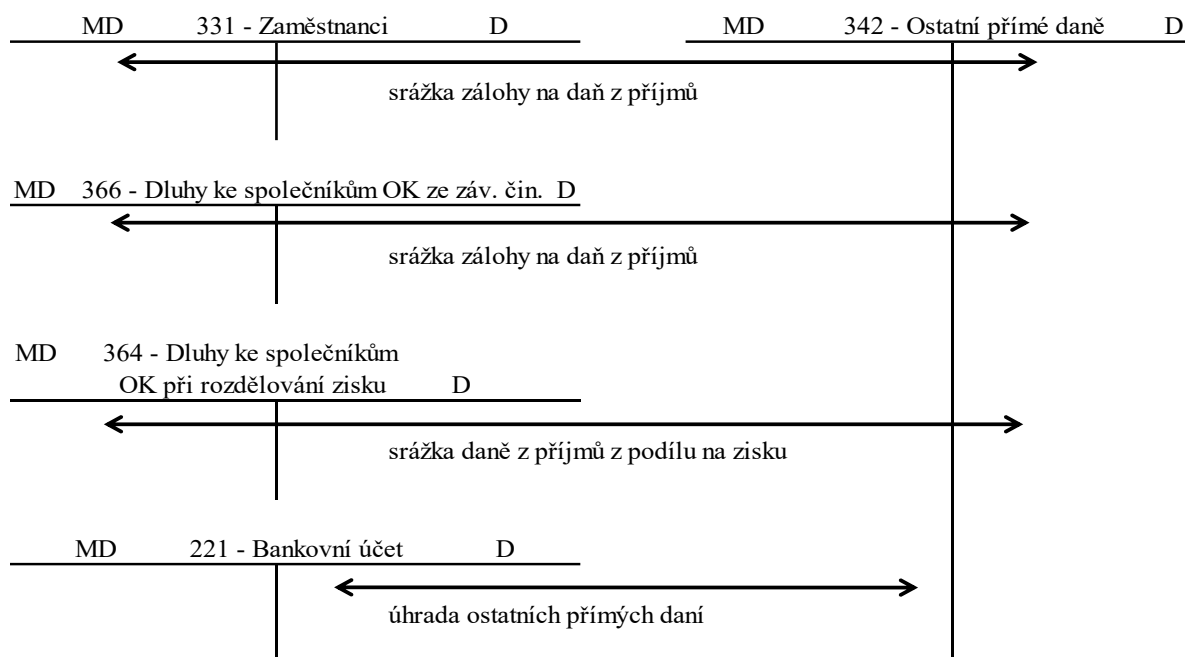 MD 331 - Zaměstnanci D MD 342 - Ostatní přímé daně D
srážka zálohy na daň z příjmů
MD 366 - Dluhy ke společníkům OK ze záv. čin. D
srážka zálohy na daň z příjmů
MD 364 - Dluhy ke společníkům
OK při rozdělování zisku D
srážka daně z příjmů z podílu na zisku
MD 221 - Bankovní účet D
úhrada ostatních přímých daní